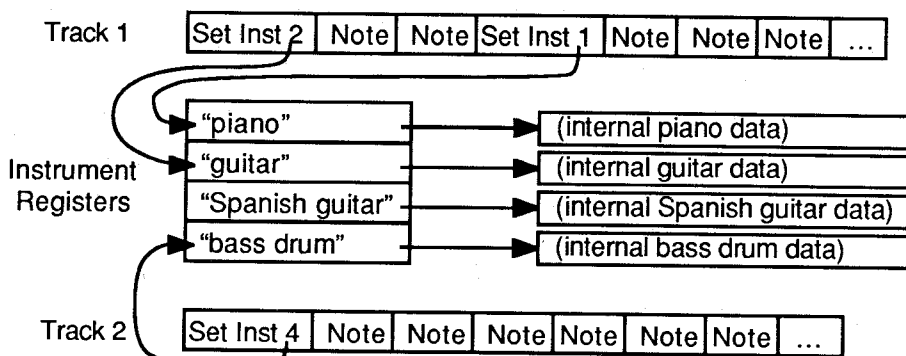 Track 1 Set Inst 2 Note Note Set Inst 1 Note Note Note ...
“piano” (internal piano data)
“guitar” (internal guitar data)
Instrument
Registers
“Spanish guitar” (internal Spanish guitar data)
“bass drum” (internal bass drum data)
Track 2 Set Inst 4 Note Note Note Note Note Note ...